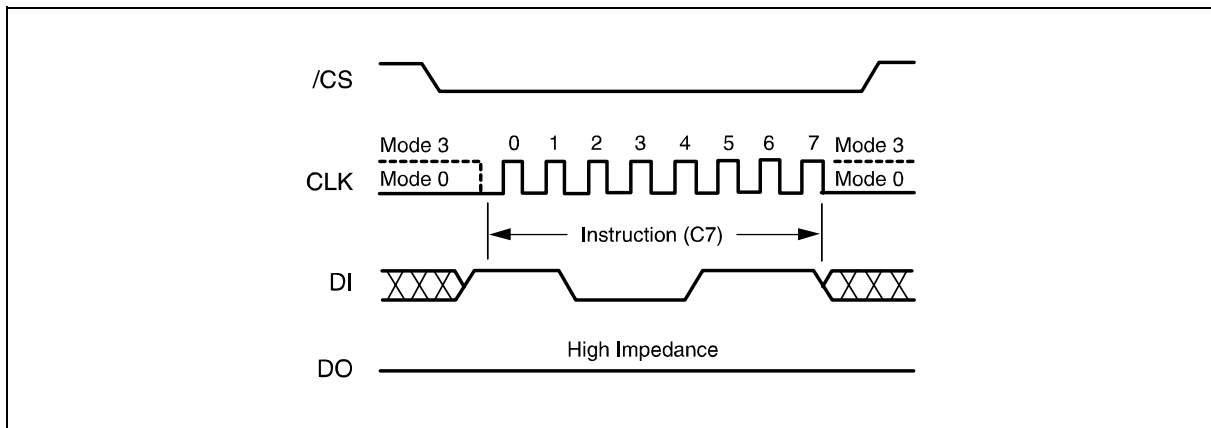 /CS
Mode 3 0 1 2 3 4 5 6 7 Mode 3
CLK Mode 0 Mode 0
Instruction (C7)
DI
High Impedance
DO